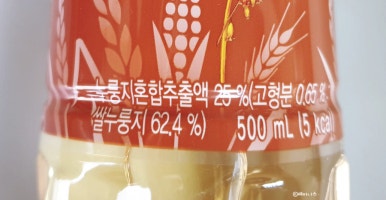 누룽지혼합추출액 25 %(고형분 0.65 %
쌀누룽지 62.4 %) 500 mL (5 kcal)